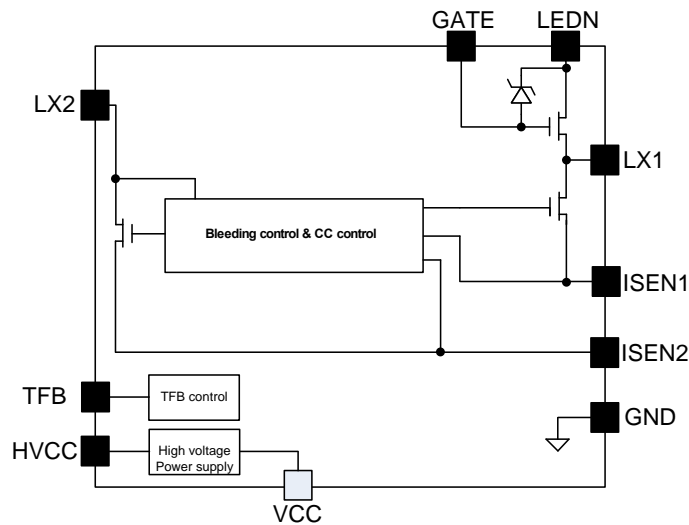 GATE LEDN
LX2
LX1
Bleeding control & CC control
ISEN1
ISEN2
TFB
TFB control
GND
HVCC
High voltage
Power supply
VCC